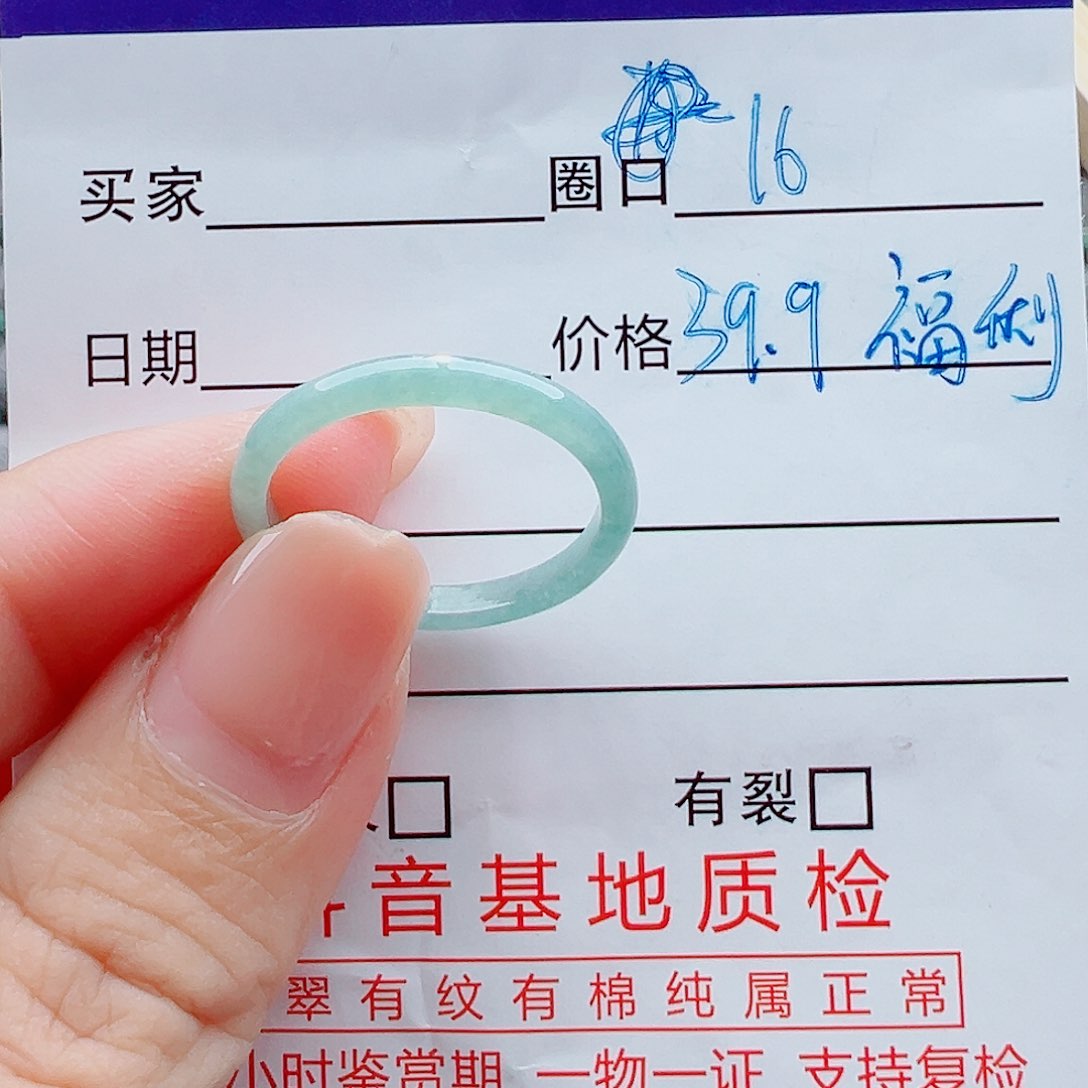 买家 圈口 16
日期 价格 39.9 福利
有裂
音基地质检
翠有纹有棉纯属正常
小时鉴赏期 一物一证 支持复检